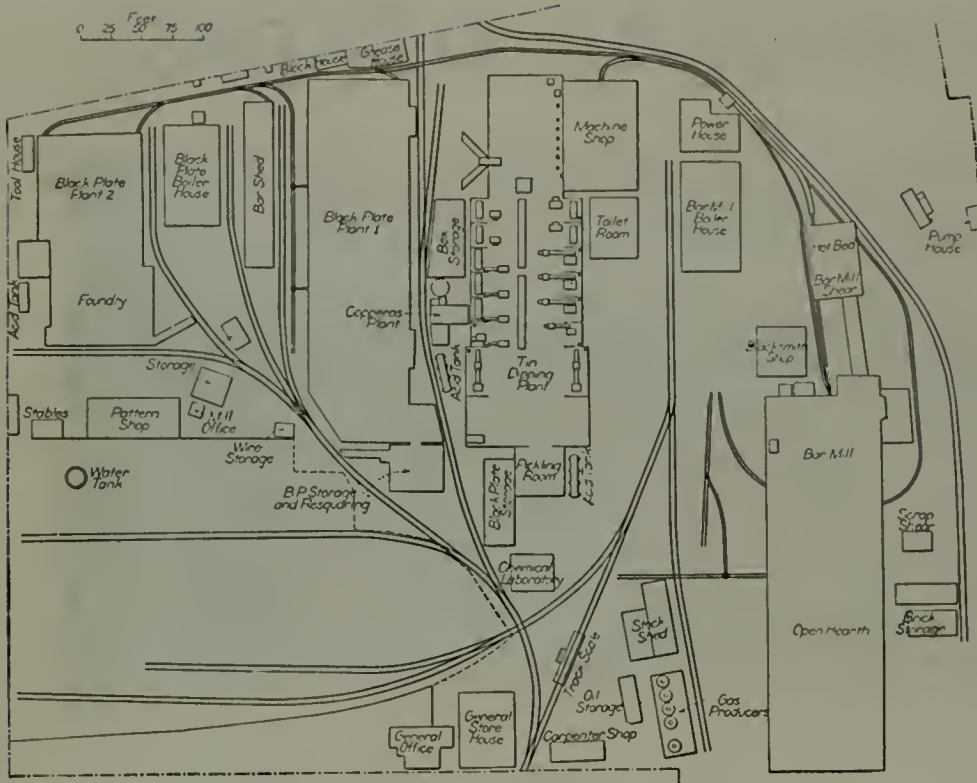 Feet
0 25 50 75 100
Block House
Grease
House
Tool House
Black Plate
Plant 2
Black
Plate
Boiler
House
Bar Shed
Black Plate
Plant 1
Machine
Shop
Power
House
Bar Mill
Boiler
House
Toilet
Room
Box
Storage
Hot Bed
Bar Mill
Shear
Pump
House
Foundry
Acid Tank
Copperas
Plant
Storage
Acid Tank
Tin
Dipping
Plant
Blacksmith
Shop
Stables
Pattern
Shop
Mill
Office
Wire
Storage
Water
Tank
B.P. Storage
and Resquaring
Black Plate
Storage
Pickling
Room
Acid Tank
Bar Mill
Scrap
Shear
Chemical
Laboratory
Stock
Shed
Open Hearth
Brick
Storage
Track Scale
Oil
Storage
Gas
Producers
General
Office
General
Store
House
Carpenter Shop